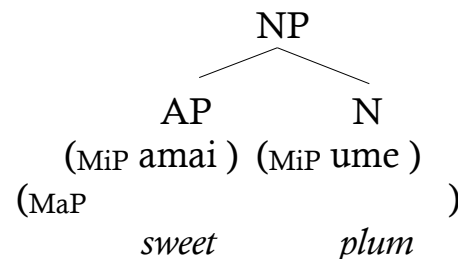 NP
AP N
(MiP amai ) (MiP ume )
(MaP )
sweet plum